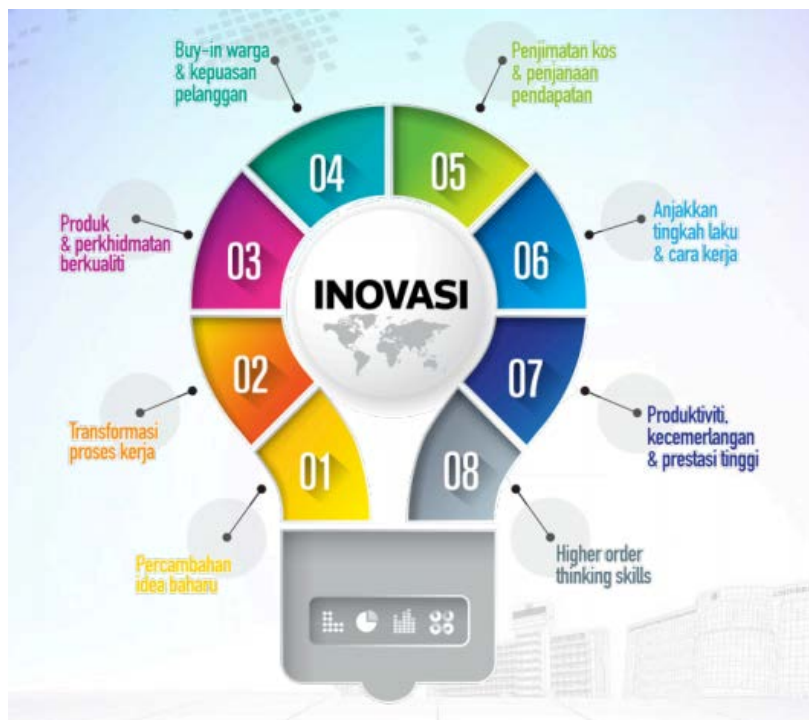 Buy-in warga
& kepuasan
pelanggan
Penjimatan kos
& penjanaan
pendapatan
04
05
Produk
& perkhidmatan
berkualiti
03
Anjakkan
tingkah laku
& cara kerja
06
INOVASI
02
07
Transformasi
proses kerja
Produktiviti,
kecemerlangan
& prestasi tinggi
01
08
Percambahan
idea baharu
Higher order
thinking skills